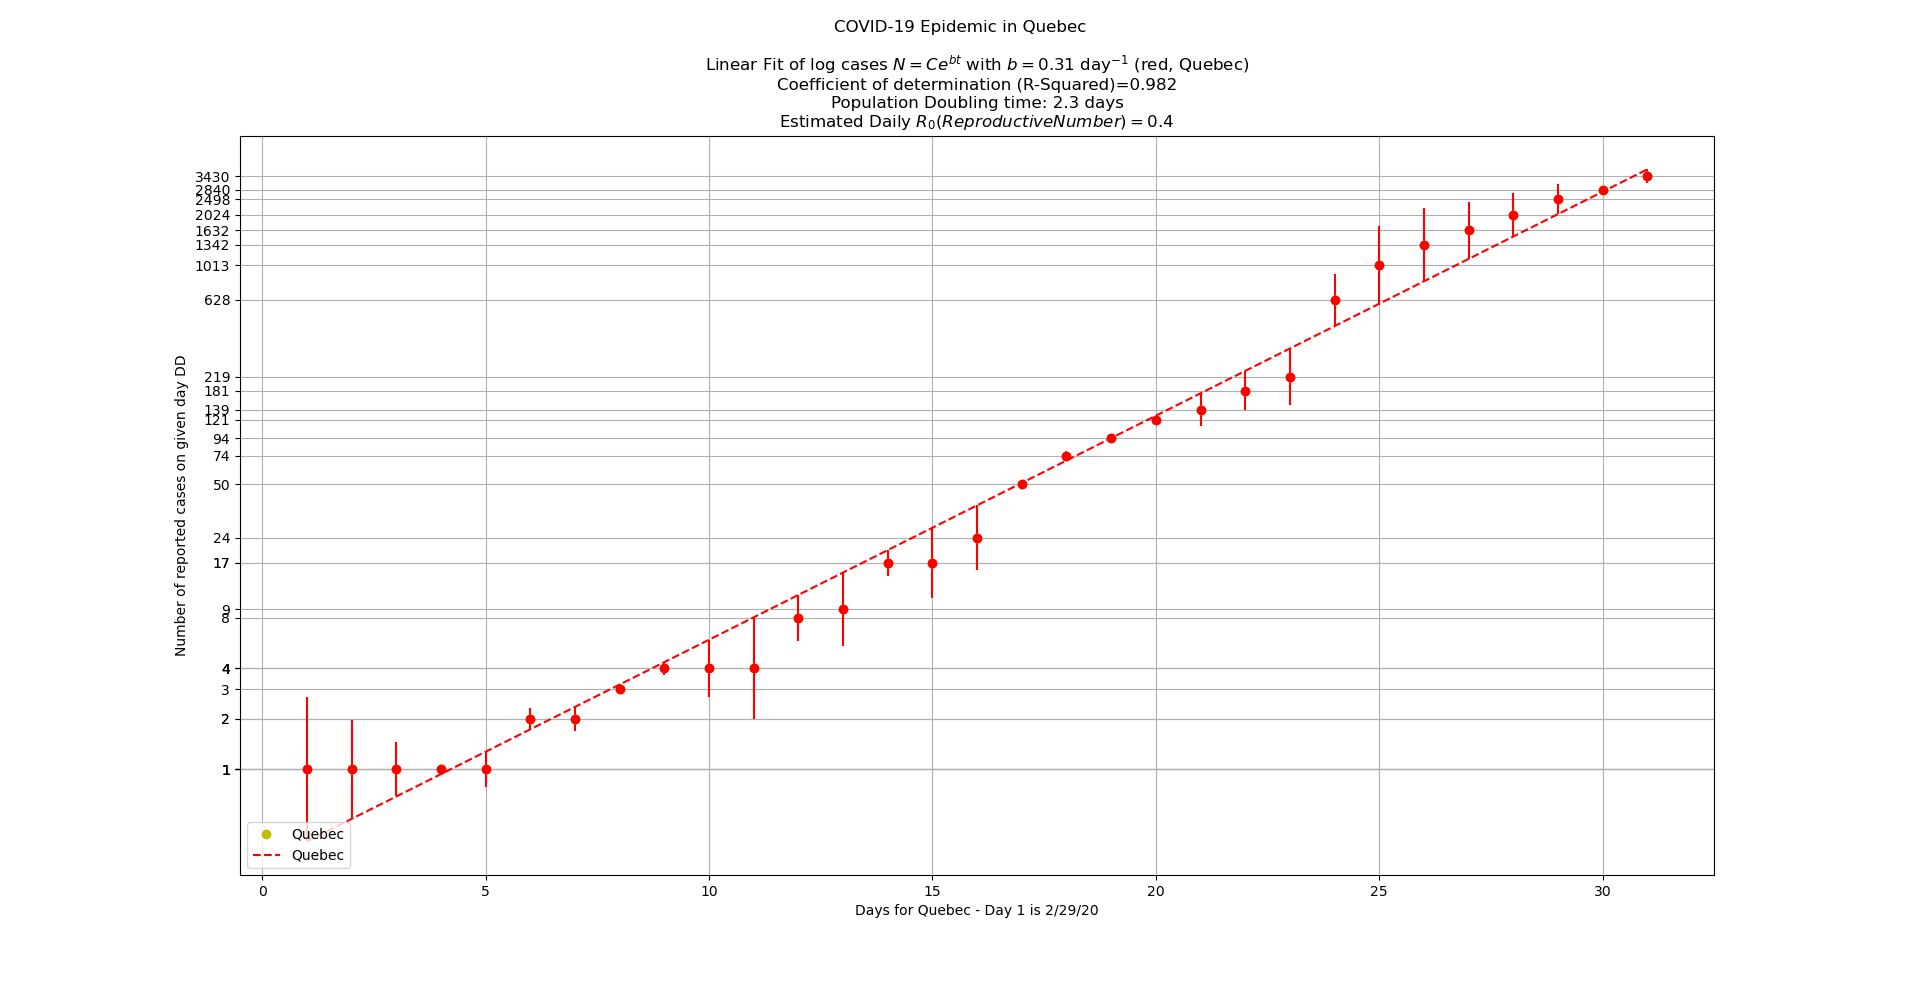 COVID-19 Epidemic in Quebec
Linear Fit of log cases N = Ce^{bt} with b = 0.31 day^{−1} (red, Quebec)
Coefficient of determination (R-Squared)=0.982
Population Doubling time: 2.3 days
Estimated Daily R_0(ReproductiveNumber) = 0.4
3430
2840
2498
2024
1632
1342
1013
628
219
181
139
121
94
74
50
24
17
9
8
4
3
2
1
Number of reported cases on given day DD
Quebec
Quebec
0 5 10 15 20 25 30
Days for Quebec - Day 1 is 2/29/20